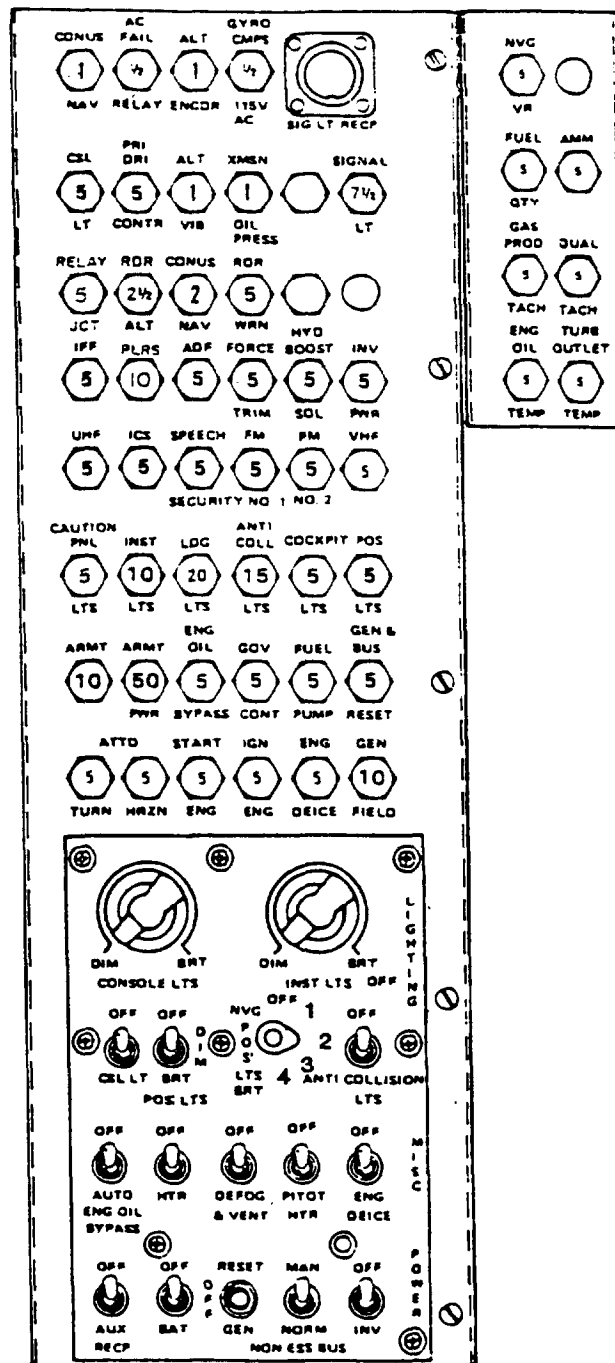 CONUS AC FAIL ALT GYRO CMPS
1 ½ 1 ½
NAV RELAY ENCDR 115V AC SIG LT RECP
CSL PRI DRI ALT XMSN SIGNAL
5 5 1 1 7½
LT CONTR VIB OIL PRESS LT
RELAY RDR CONUS RDR
5 2½ 2 5
JCT ALT NAV WRN
IFF PLRS ADF FORCE HYD BOOST INV
5 10 5 5 5 5
TRIM SOL PWR
UHF ICS SPEECH FM FM VHF
5 5 5 5 5 5
SECURITY NO. 1 NO. 2
CAUTION PNL INST LDG ANTI COLL COCKPIT POS
5 10 20 15 5 5
LTS LTS LTS LTS LTS LTS
ARMT ARMT ENG OIL GOV FUEL GEN & BUS
10 50 5 5 5 5
PWR BYPASS CONT PUMP RESET
ATTD START IGN ENG GEN
5 5 5 5 5 10
TURN HRZN ENG ENG DEICE FIELD
DIM BRT DIM BRT
CONSOLE LTS INST LTS OFF
LIGHTING
OFF OFF DIM NVG POS' LTS BRT OFF 1 2 3 4 OFF
CSL LT BRT ANTI COLLISION LTS
POS LTS
OFF OFF OFF OFF OFF
AUTO ENG OIL BYPASS HTR DEFOG & VENT PITOT HTR ENG DEICE
MISC
OFF OFF OFF RESET MAN OFF
AUX RECP BAT GEN NORM INV
NON ESS BUS
POWER
NVG
5
VR
FUEL AMM
5 5
QTY
GAS PROD DUAL
5 5
TACH TACH
ENG OIL TURB OUTLET
5 5
TEMP TEMP